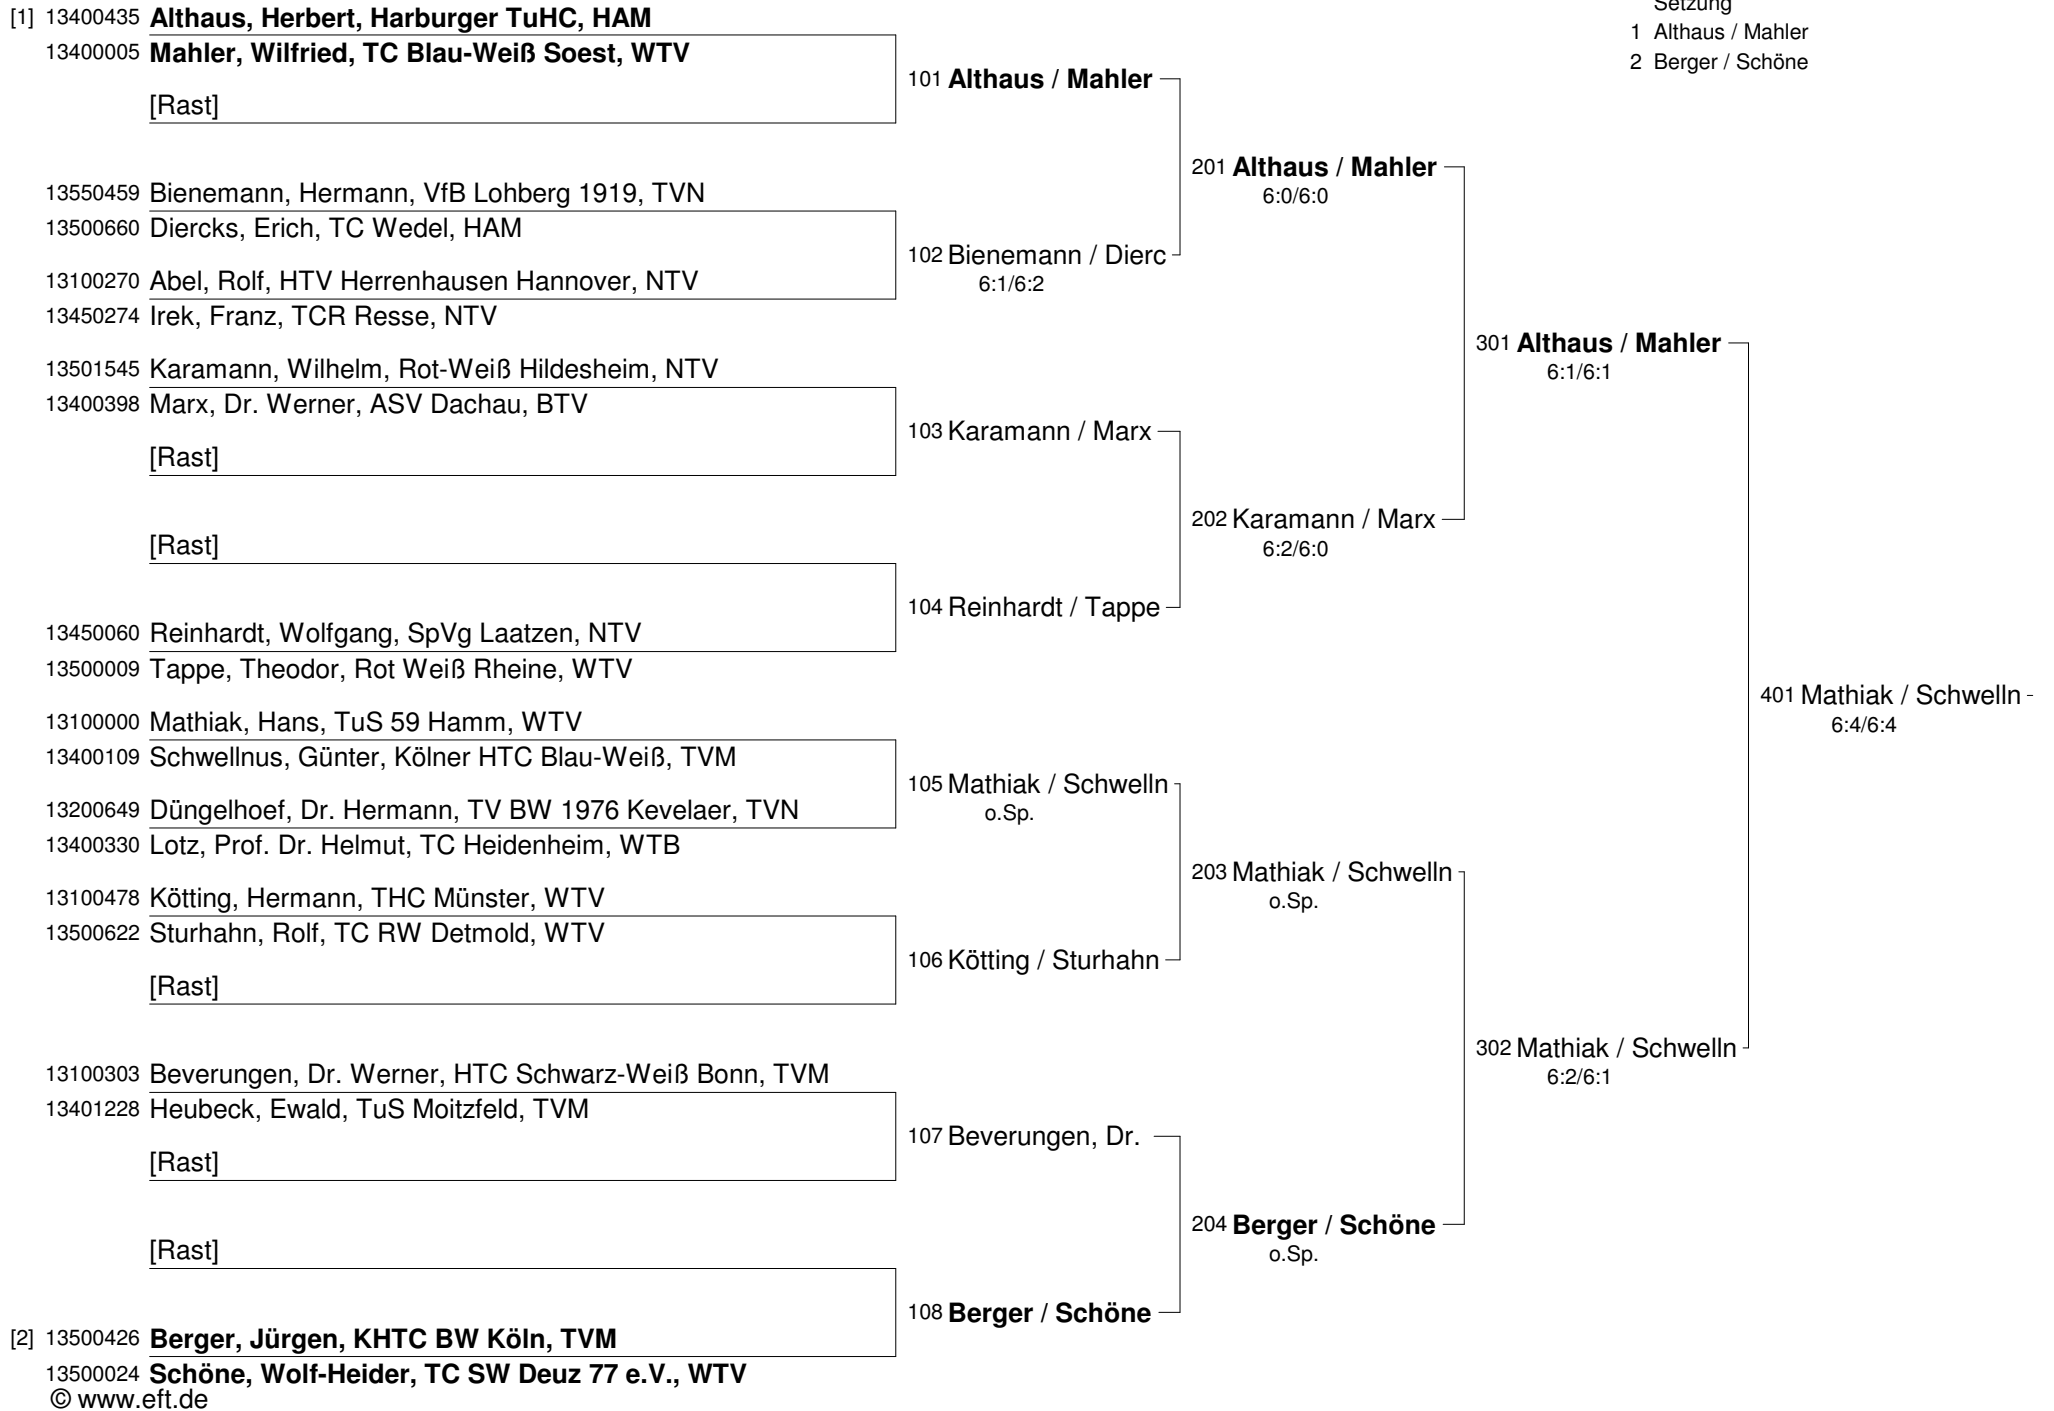 Setzung
1 Althaus / Mahler
2 Berger / Schöne
[1] 13400435 Althaus, Herbert, Harburger TuHC, HAM
13400005 Mahler, Wilfried, TC Blau-Weiß Soest, WTV
[Rast]
13550459 Bienemann, Hermann, VfB Lohberg 1919, TVN
13500660 Diercks, Erich, TC Wedel, HAM
13100270 Abel, Rolf, HTV Herrenhausen Hannover, NTV
13450274 Irek, Franz, TCR Resse, NTV
13501545 Karamann, Wilhelm, Rot-Weiß Hildesheim, NTV
13400398 Marx, Dr. Werner, ASV Dachau, BTV
[Rast]
[Rast]
13450060 Reinhardt, Wolfgang, SpVg Laatzen, NTV
13500009 Tappe, Theodor, Rot Weiß Rheine, WTV
13100000 Mathiak, Hans, TuS 59 Hamm, WTV
13400109 Schwellnus, Günter, Kölner HTC Blau-Weiß, TVM
13200649 Düngelhoef, Dr. Hermann, TV BW 1976 Kevelaer, TVN
13400330 Lotz, Prof. Dr. Helmut, TC Heidenheim, WTB
13100478 Kötting, Hermann, THC Münster, WTV
13500622 Sturhahn, Rolf, TC RW Detmold, WTV
[Rast]
13100303 Beverungen, Dr. Werner, HTC Schwarz-Weiß Bonn, TVM
13401228 Heubeck, Ewald, TuS Moitzfeld, TVM
[Rast]
[Rast]
[2] 13500426 Berger, Jürgen, KHTC BW Köln, TVM
13500024 Schöne, Wolf-Heider, TC SW Deuz 77 e.V., WTV
© www.eft.de
101 Althaus / Mahler
102 Bienemann / Dierc
6:1/6:2
103 Karamann / Marx
104 Reinhardt / Tappe
105 Mathiak / Schwelln
o.Sp.
106 Kötting / Sturhahn
107 Beverungen, Dr.
108 Berger / Schöne
201 Althaus / Mahler
6:0/6:0
202 Karamann / Marx
6:2/6:0
203 Mathiak / Schwelln
o.Sp.
204 Berger / Schöne
o.Sp.
301 Althaus / Mahler
6:1/6:1
302 Mathiak / Schwelln
6:2/6:1
401 Mathiak / Schwelln
6:4/6:4